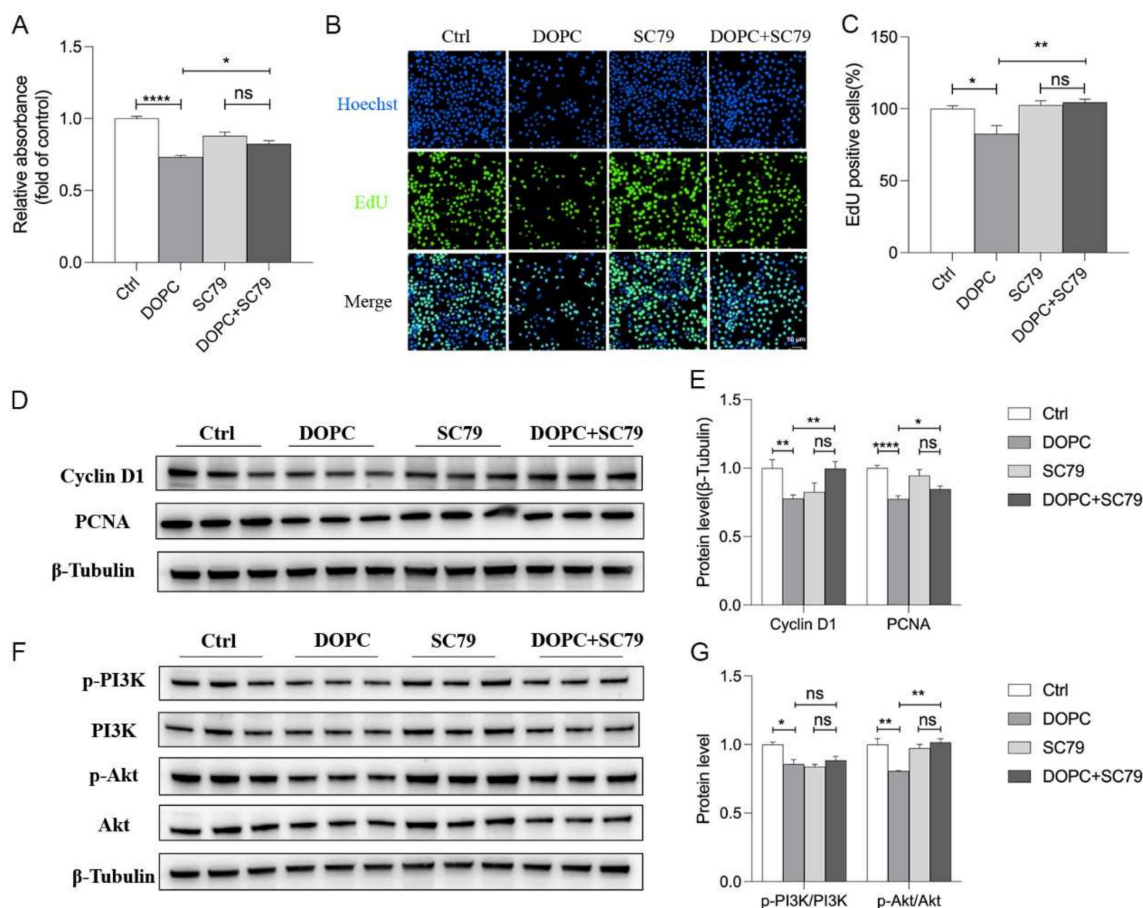 A
Relative absorbance
(fold of control)
1.5
1.0
0.5
0.0
****
*
ns
Ctrl
DOPC
SC79
DOPC+SC79
B
Ctrl DOPC SC79 DOPC+SC79
Hoechst
EdU
Merge
10 μm
C
EdU positive cells(%)
150
100
50
0
*
**
ns
Ctrl
DOPC
SC79
DOPC+SC79
D
Ctrl DOPC SC79 DOPC+SC79
Cyclin D1
PCNA
β-Tubulin
E
Protein level(β-Tubulin)
1.5
1.0
0.5
0.0
** ** ns
**** * ns
Cyclin D1 PCNA
Ctrl
DOPC
SC79
DOPC+SC79
F
Ctrl DOPC SC79 DOPC+SC79
p-PI3K
PI3K
p-Akt
Akt
β-Tubulin
G
Protein level
1.5
1.0
0.5
0.0
* ns ns
** ** ns
p-PI3K/PI3K p-Akt/Akt
Ctrl
DOPC
SC79
DOPC+SC79